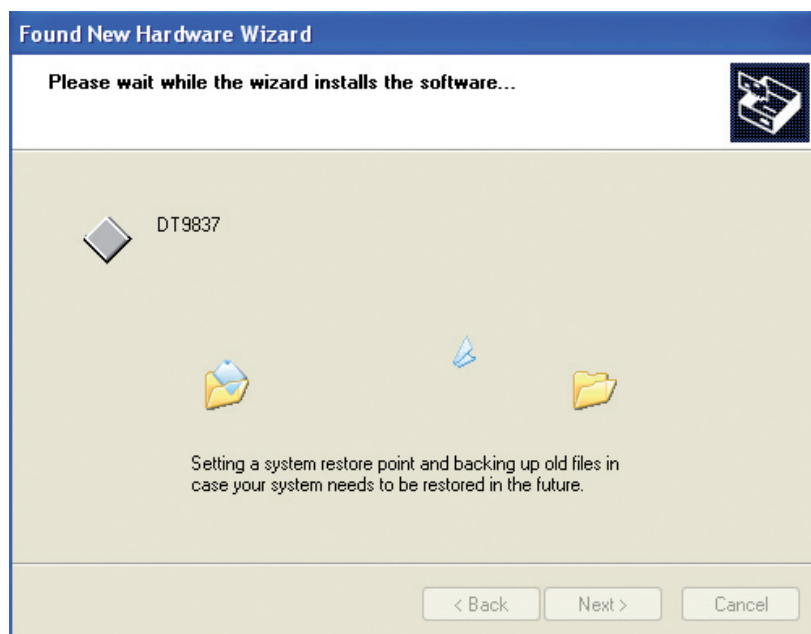 Found New Hardware Wizard
Please wait while the wizard installs the software...
DT9837
Setting a system restore point and backing up old files in
case your system needs to be restored in the future.
< Back
Next >
Cancel